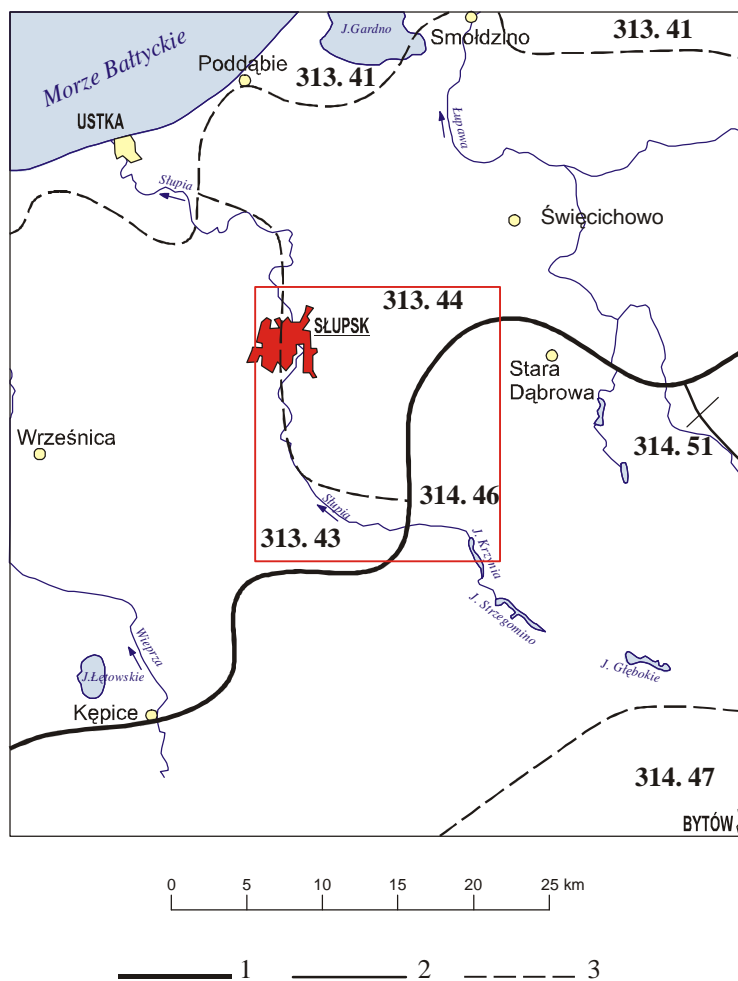 J.Gardno
Smołdzlno
313. 41
Poddąbie
313. 41
Morze Bałtyckie
USTKA
Łupawa
Słupia
Święcichowo
313. 44
SŁUPSK
Stara
Dąbrowa
Wrześnica
314. 51
314. 46
Słupia
313. 43
J. Krzynia
J. Strzegomino
Wieprza
J. Głębokie
J.Łętowskie
Kępice
314. 47
BYTÓW
0 5 10 15 20 25 km
1 2 3